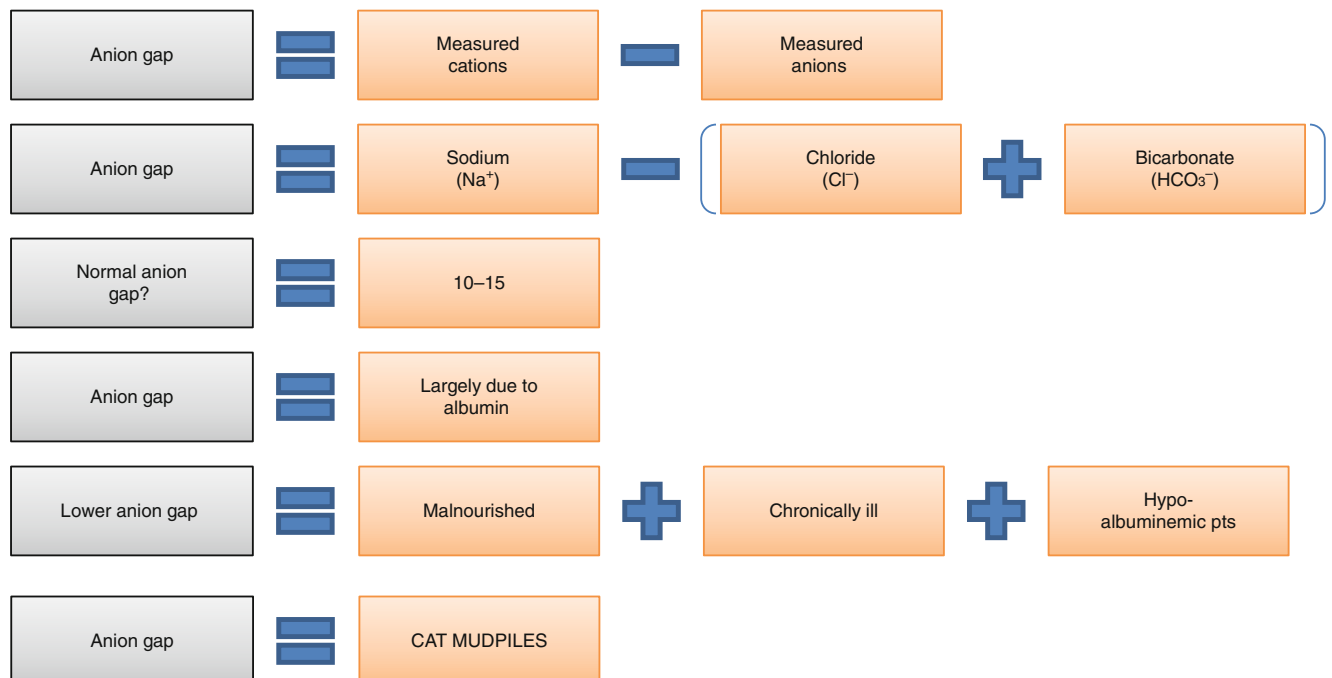 Anion gap
Measured
cations
Measured
anions
Anion gap
Sodium
(Na⁺)
Chloride
(Cl⁻)
Bicarbonate
(HCO₃⁻)
Normal anion
gap?
10–15
Anion gap
Largely due to
albumin
Lower anion gap
Malnourished
Chronically ill
Hypo-
albuminemic pts
Anion gap
CAT MUDPILES